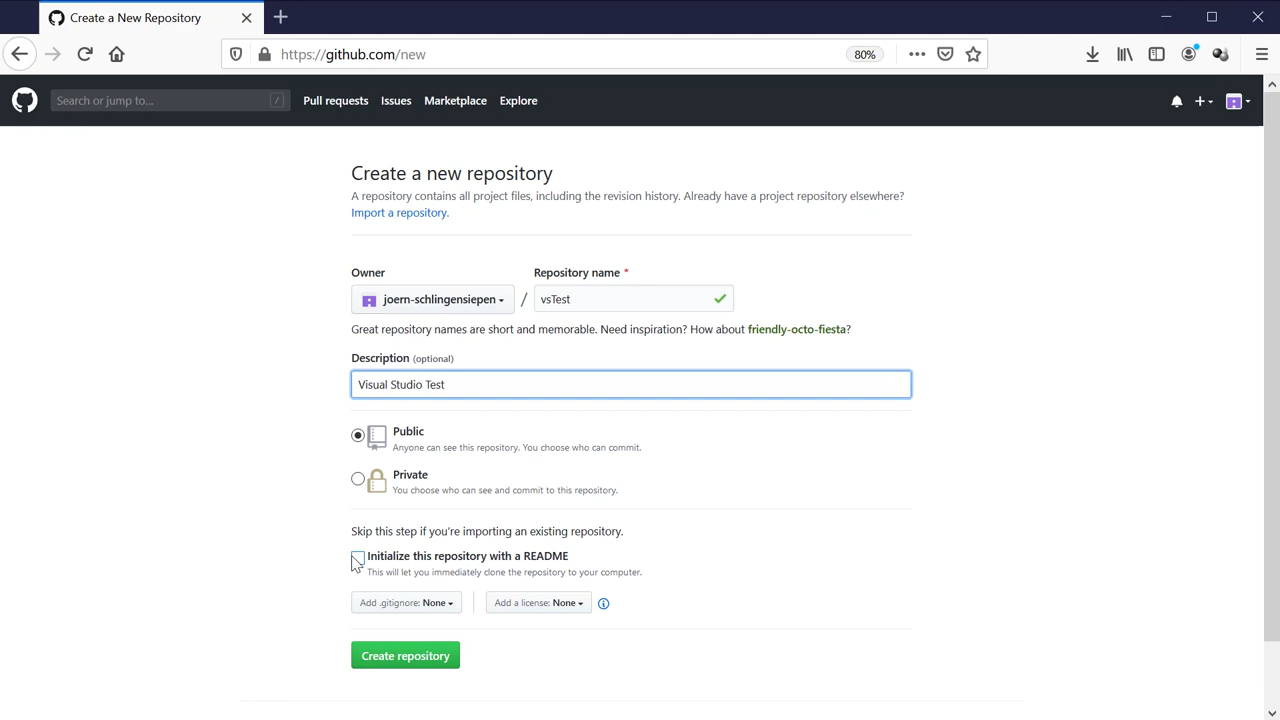 Create a New Repository
https://github.com/new
80%
Search or jump to...
/
Pull requests
Issues
Marketplace
Explore
Create a new repository
A repository contains all project files, including the revision history. Already have a project repository elsewhere?
Import a repository.
Owner
Repository name *
joern-schlingensiepen
/
vsTest
Great repository names are short and memorable. Need inspiration? How about friendly-octo-fiesta?
Description (optional)
Visual Studio Test
Public
Anyone can see this repository. You choose who can commit.
Private
You choose who can see and commit to this repository.
Skip this step if you're importing an existing repository.
Initialize this repository with a README
This will let you immediately clone the repository to your computer.
Add .gitignore: None
Add a license: None
Create repository